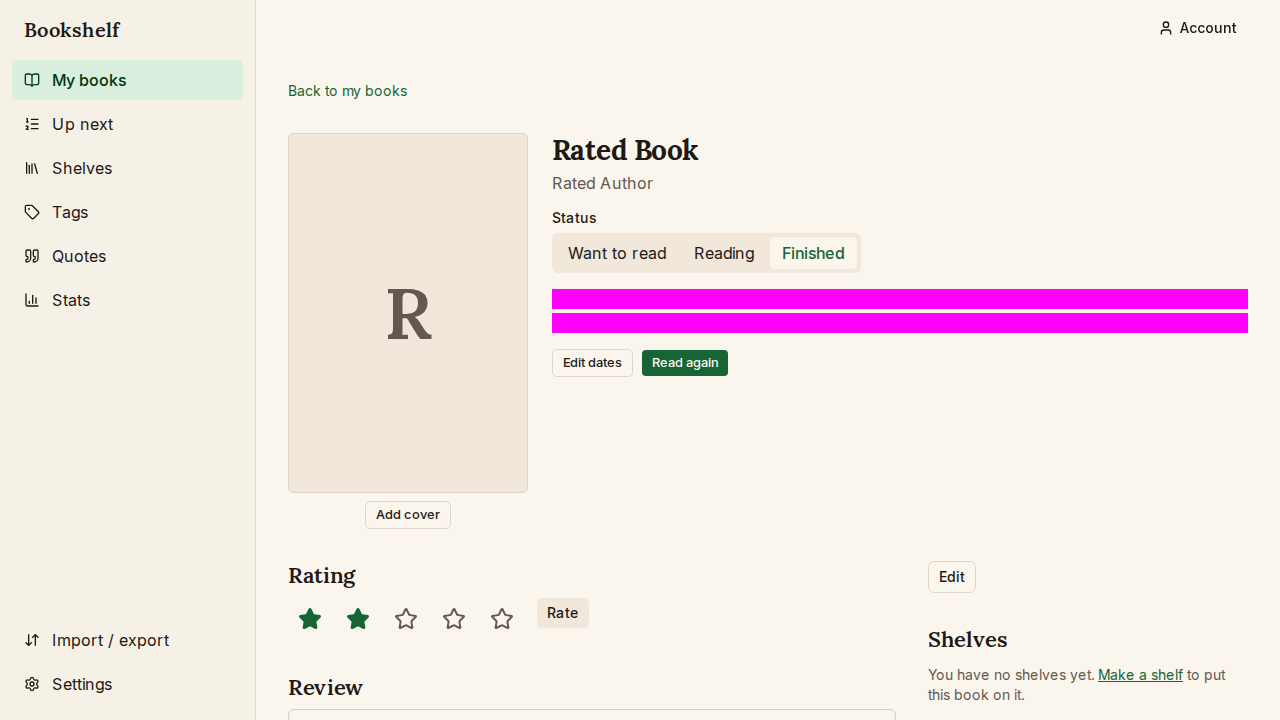 Bookshelf
My books
Up next
Shelves
Tags
Quotes
Stats
Import / export
Settings
Account
Back to my books
R
Add cover
Rated Book
Rated Author
Status
Want to read
Reading
Finished
Edit dates
Read again
Rating
Rate
Review
Edit
Shelves
You have no shelves yet. Make a shelf to put
this book on it.